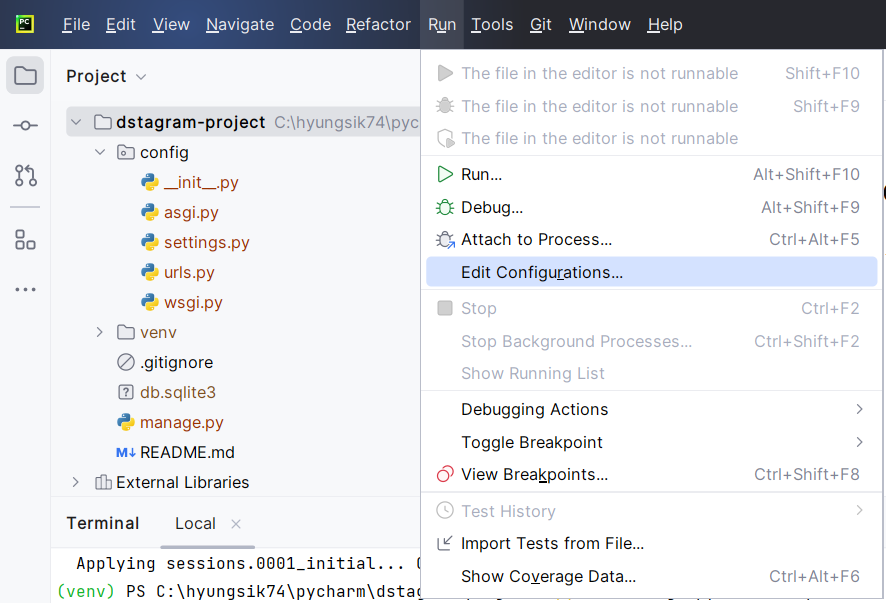 PC
File Edit View Navigate Code Refactor Run Tools Git Window Help
Project
dstagram-project C:\hyungsik74\pyc
config
__init__.py
asgi.py
settings.py
urls.py
wsgi.py
venv
.gitignore
db.sqlite3
manage.py
README.md
External Libraries
The file in the editor is not runnable Shift+F10
The file in the editor is not runnable Shift+F9
The file in the editor is not runnable
Run... Alt+Shift+F10
Debug... Alt+Shift+F9
Attach to Process... Ctrl+Alt+F5
Edit Configurations...
Stop Ctrl+F2
Stop Background Processes... Ctrl+Shift+F2
Show Running List
Debugging Actions
Toggle Breakpoint
View Breakpoints... Ctrl+Shift+F8
Test History
Import Tests from File...
Show Coverage Data... Ctrl+Alt+F6
Terminal Local
Applying sessions.0001_initial...
(venv) PS C:\hyungsik74\pycharm\dsta